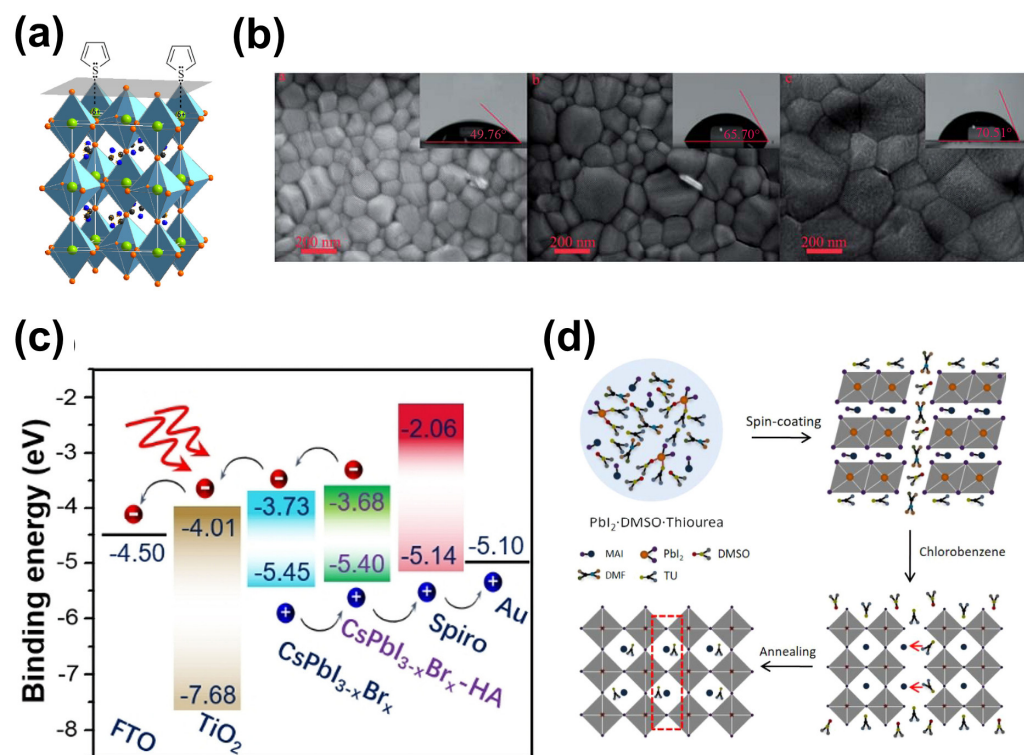 (a)
S
S
δ+
δ+
(b)
a
49.76°
200 nm
b
65.70°
200 nm
c
70.51°
200 nm
(c)
Binding energy (eV)
-2
-3
-4
-5
-6
-7
-8
-4.50
FTO
-4.01
-7.68
TiO2
-3.73
-5.45
CsPbI3-xBrx
-3.68
-5.40
CsPbI3-xBrx-HA
-2.06
-5.14
Spiro
-5.10
Au
(d)
Spin-coating
PbI2·DMSO·Thiourea
MAI PbI2 DMSO
DMF TU
Chlorobenzene
Annealing